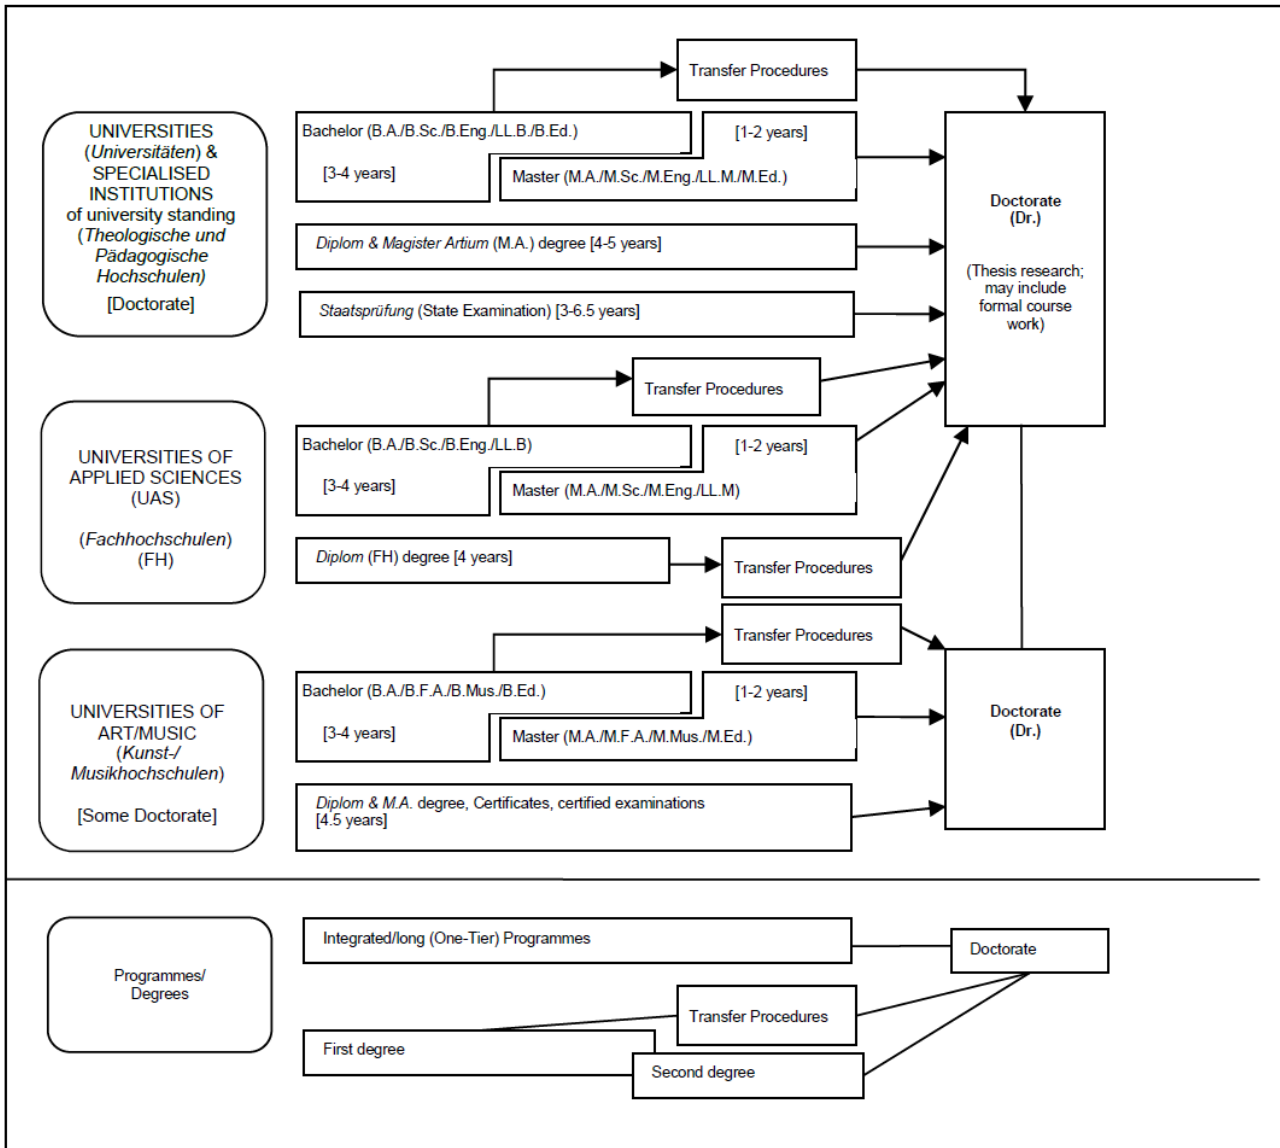 Transfer Procedures
UNIVERSITIES
(Universitäten) &
SPECIALISED
INSTITUTIONS
of university standing
(Theologische und
Pädagogische
Hochschulen)
[Doctorate]
Bachelor (B.A./B.Sc./B.Eng./LL.B./B.Ed.)
[1-2 years]
[3-4 years]
Master (M.A./M.Sc./M.Eng./LL.M./M.Ed.)
Diplom & Magister Artium (M.A.) degree [4-5 years]
Staatsprüfung (State Examination) [3-6.5 years]
Doctorate
(Dr.)
(Thesis research;
may include
formal course
work)
Transfer Procedures
UNIVERSITIES OF
APPLIED SCIENCES
(UAS)
(Fachhochschulen)
(FH)
Bachelor (B.A./B.Sc./B.Eng./LL.B)
[1-2 years]
[3-4 years]
Master (M.A./M.Sc./M.Eng./LL.M)
Diplom (FH) degree [4 years]
Transfer Procedures
Transfer Procedures
UNIVERSITIES OF
ART/MUSIC
(Kunst-/
Musikhochschulen)
[Some Doctorate]
Bachelor (B.A./B.F.A./B.Mus./B.Ed.)
[1-2 years]
[3-4 years]
Master (M.A./M.F.A./M.Mus./M.Ed.)
Diplom & M.A. degree, Certificates, certified examinations
[4.5 years]
Doctorate
(Dr.)
Programmes/
Degrees
Integrated/long (One-Tier) Programmes
Doctorate
Transfer Procedures
First degree
Second degree